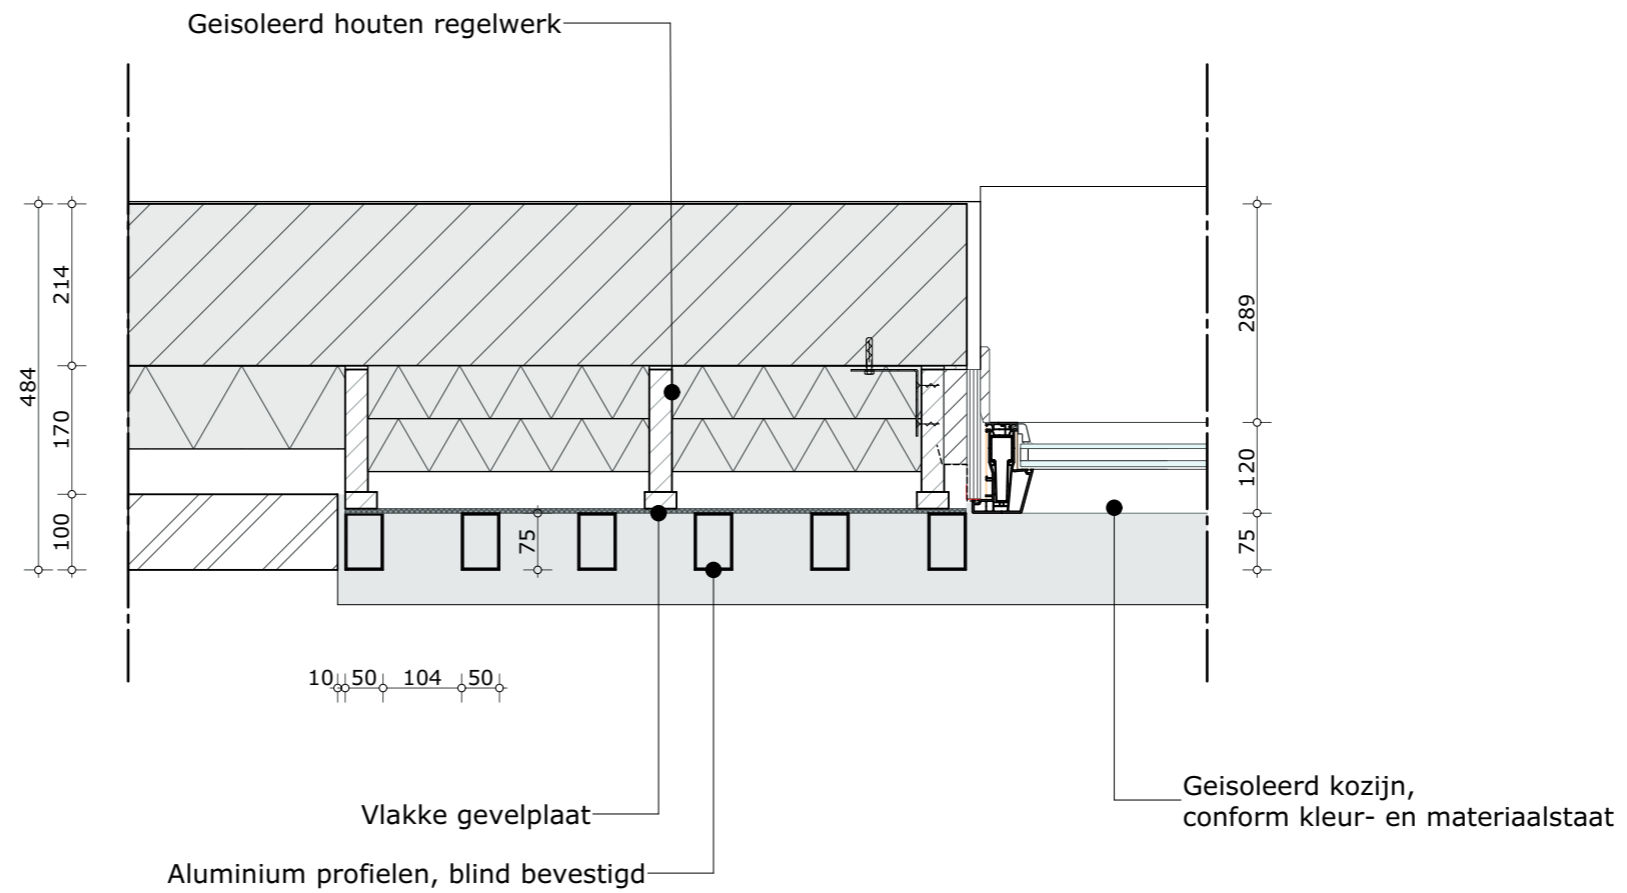 Geisoleerd houten regelwerk
214
289
484
170
120
100
75
75
10 50 104 50
Geisoleerd kozijn,
conform kleur- en materiaalstaat
Vlakke gevelplaat
Aluminium profielen, blind bevestigd